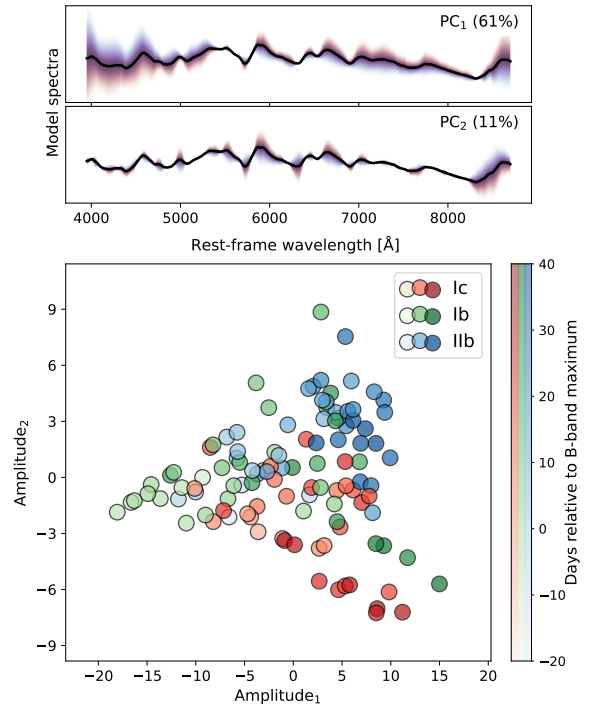 PC₁ (61%)
Model spectra
PC₂ (11%)
4000 5000 6000 7000 8000
Rest-frame wavelength [Å]
Ic
Ib
IIb
9
6
3
0
−3
−6
−9
Amplitude₂
−20 −15 −10 −5 0 5 10 15 20
Amplitude₁
40
30
20
10
0
−10
−20
Days relative to B-band maximum